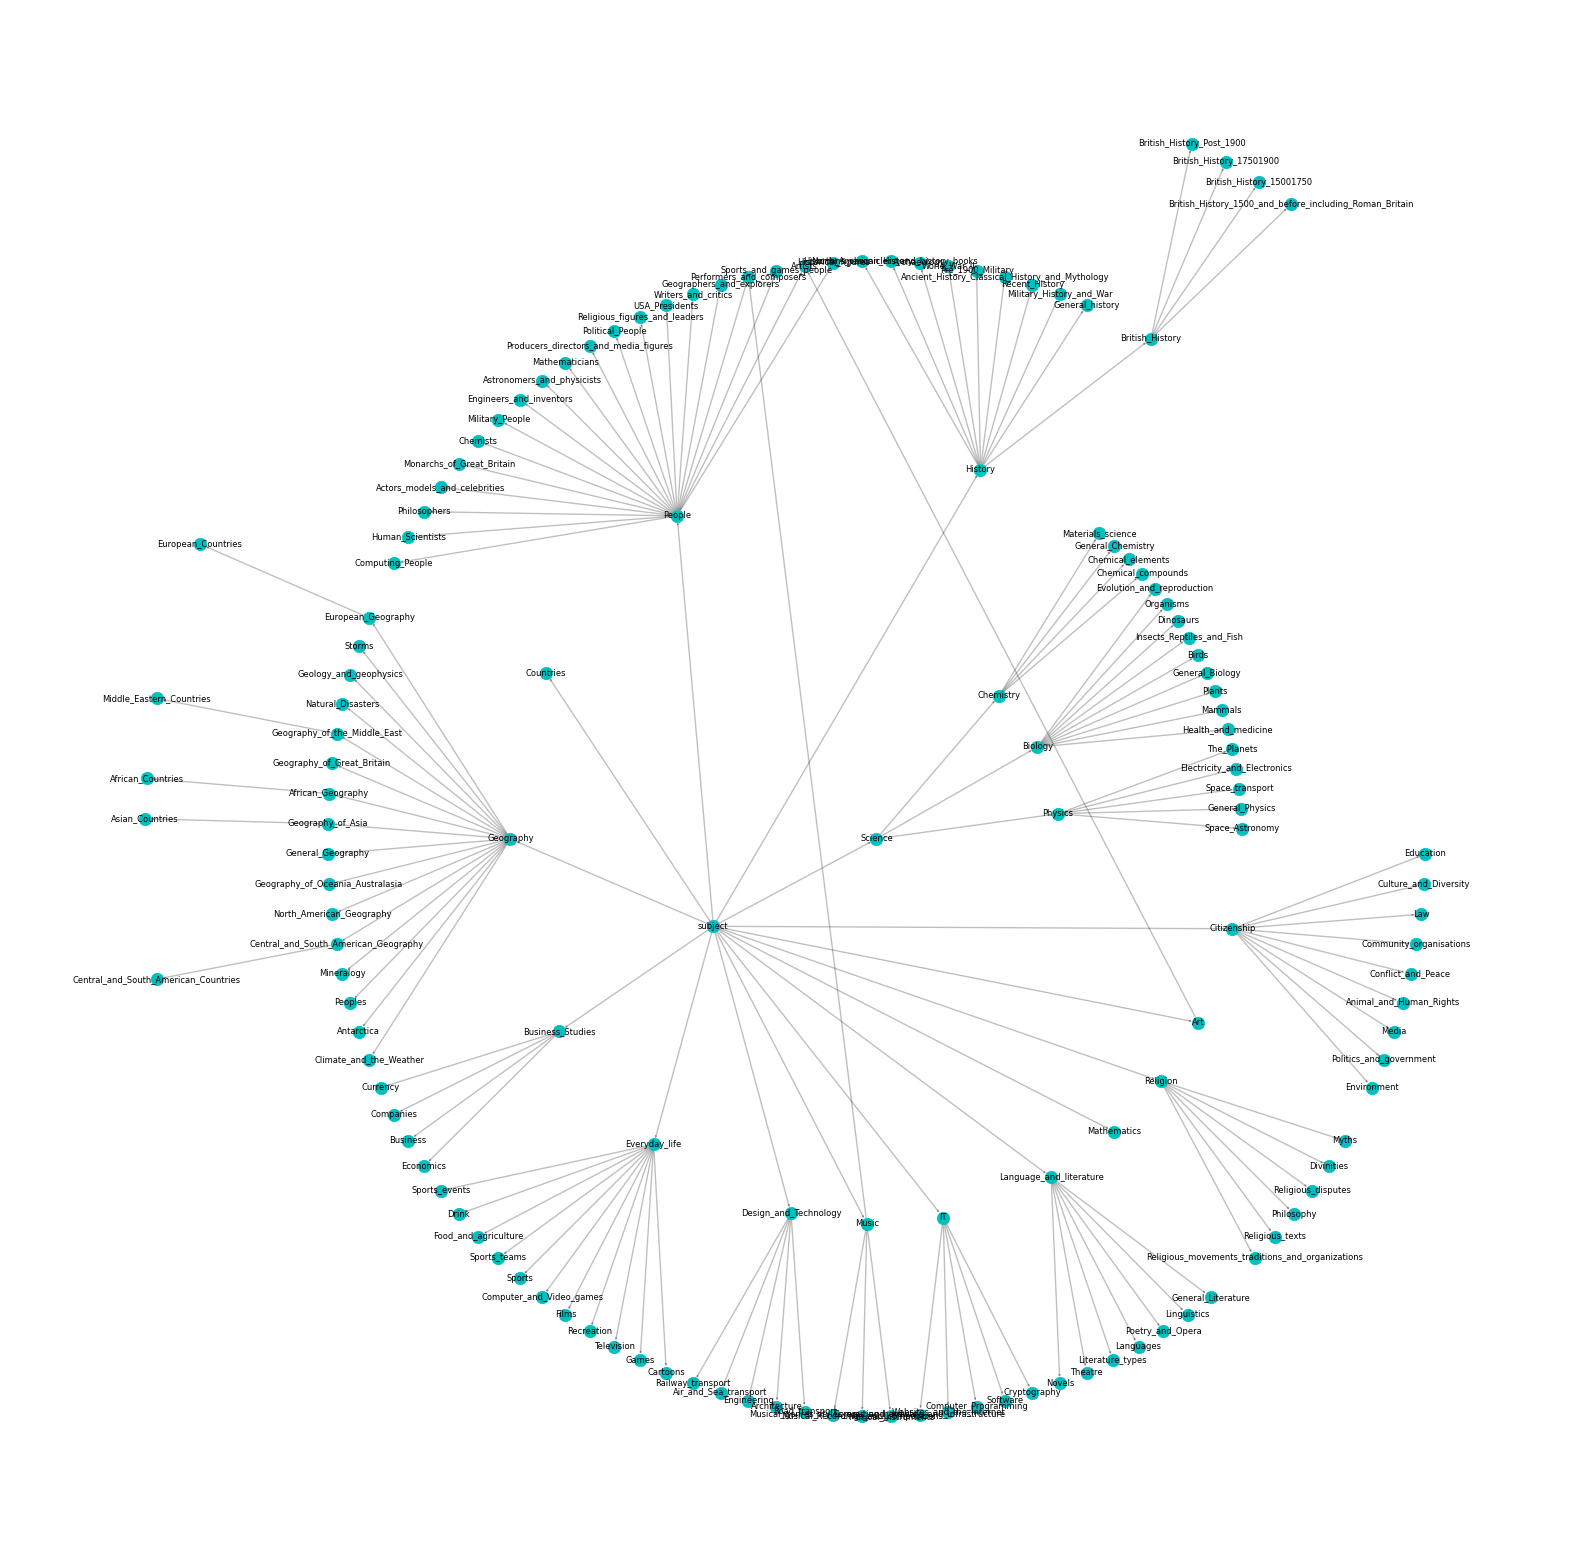 British_History_Post_1900
British_History_17501900
British_History_15001750
British_History_1500_and_before_including_Roman_Britain
Sports_and_games_people
Artists
Pre_1900_Military
Performers_and_composers
Ancient_History_Classical_History_and_Mythology
Geographers_and_explorers
Recent_History
Writers_and_critics
Military_History_and_War
USA_Presidents
General_history
Religious_figures_and_leaders
Political_People
British_History
Producers_directors_and_media_figures
Mathematicians
Astronomers_and_physicists
Engineers_and_inventors
Military_People
Chemists
Monarchs_of_Great_Britain
History
Actors_models_and_celebrities
Philosophers
People
Human_Scientists
Materials_science
European_Countries
General_Chemistry
Computing_People
Chemical_elements
Chemical_compounds
Evolution_and_reproduction
Organisms
European_Geography
Dinosaurs
Insects_Reptiles_and_Fish
Storms
Birds
Geology_and_geophysics
Countries
General_Biology
Plants
Chemistry
Middle_Eastern_Countries
Natural_Disasters
Mammals
Geography_of_the_Middle_East
Health_and_medicine
Biology
The_Planets
Geography_of_Great_Britain
Electricity_and_Electronics
African_Countries
Space_transport
African_Geography
General_Physics
Physics
Asian_Countries
Geography_of_Asia
Space_Astronomy
Geography
Science
General_Geography
Education
Geography_of_Oceania_Australasia
Culture_and_Diversity
North_American_Geography
Law
subject
Citizenship
Central_and_South_American_Geography
Community_organisations
Mineralogy
Conflict_and_Peace
Central_and_South_American_Countries
Peoples
Animal_and_Human_Rights
Art
Antarctica
Business_Studies
Media
Climate_and_the_Weather
Politics_and_government
Religion
Currency
Environment
Companies
Mathematics
Business
Everyday_life
Myths
Economics
Divinities
Language_and_literature
Sports_events
Religious_disputes
Drink
Design_and_Technology
Philosophy
IT
Music
Food_and_agriculture
Religious_texts
Sports_teams
Religious_movements_traditions_and_organizations
Sports
Computer_and_Video_games
General_Literature
Films
Linguistics
Recreation
Poetry_and_Opera
Television
Languages
Games
Literature_types
Cartoons
Theatre
Railway_transport
Novels
Air_and_Sea_transport
Cryptography
Engineering
Software
Architecture
Computer_Programming
Road_transport
Websites_and_the_Internet